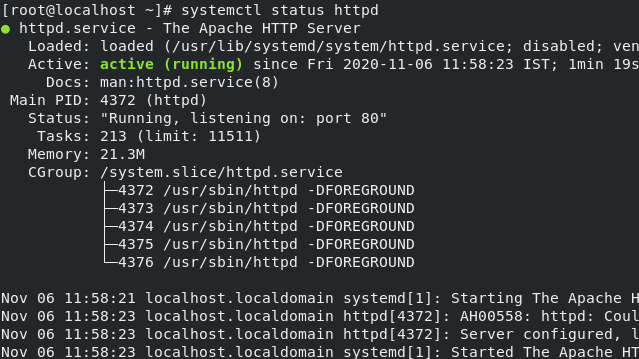 [root@localhost ~]# systemctl status httpd
● httpd.service - The Apache HTTP Server
   Loaded: loaded (/usr/lib/systemd/system/httpd.service; disabled; ven
   Active: active (running) since Fri 2020-11-06 11:58:23 IST; 1min 19s
     Docs: man:httpd.service(8)
 Main PID: 4372 (httpd)
   Status: "Running, listening on: port 80"
    Tasks: 213 (limit: 11511)
   Memory: 21.3M
   CGroup: /system.slice/httpd.service
           ├─4372 /usr/sbin/httpd -DFOREGROUND
           ├─4373 /usr/sbin/httpd -DFOREGROUND
           ├─4374 /usr/sbin/httpd -DFOREGROUND
           ├─4375 /usr/sbin/httpd -DFOREGROUND
           └─4376 /usr/sbin/httpd -DFOREGROUND

Nov 06 11:58:21 localhost.localdomain systemd[1]: Starting The Apache H
Nov 06 11:58:23 localhost.localdomain httpd[4372]: AH00558: httpd: Coul
Nov 06 11:58:23 localhost.localdomain httpd[4372]: Server configured, l
Nov 06 11:58:23 localhost.localdomain systemd[1]: Started The Apache HT